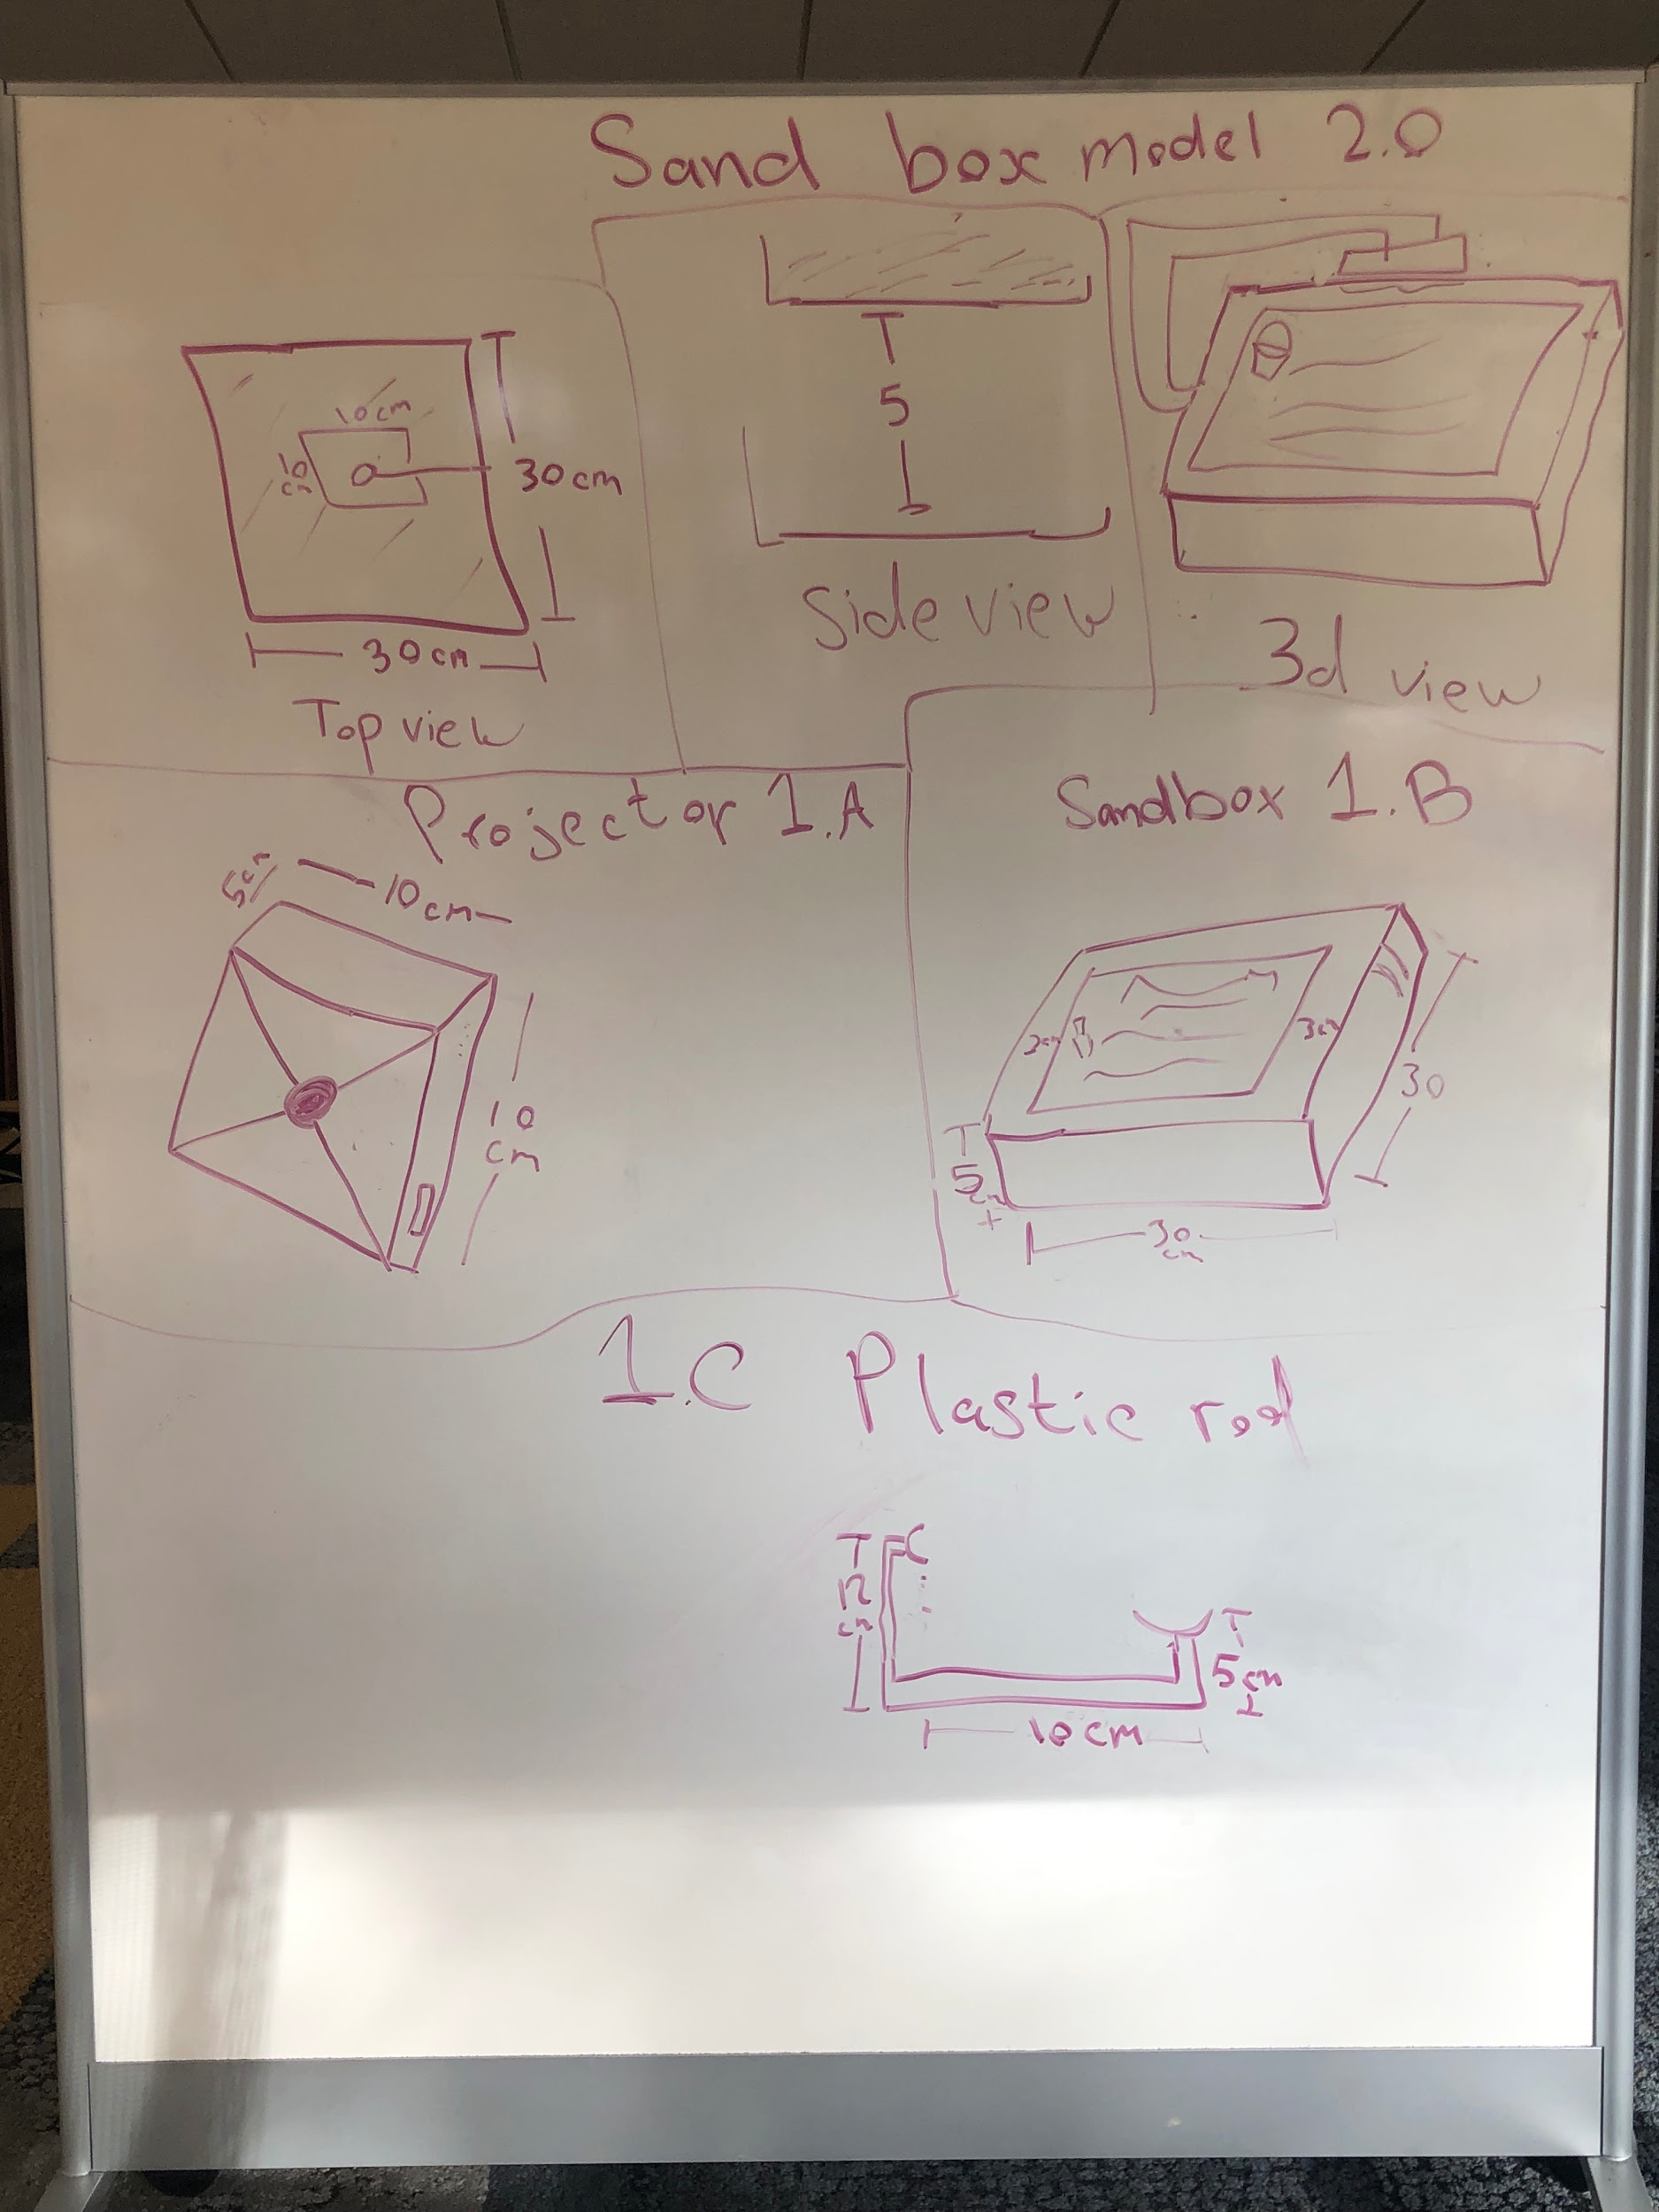 Sand box model 2.0
10cm
10
cm
30cm
30cm
Top view
5
Side view
3d view
Projector 1.A
5cm
10cm
10
cm
Sandbox 1.B
3cm
3cm
30
5cm
30
cm
1.C Plastic rod
12
cm
5cm
10cm